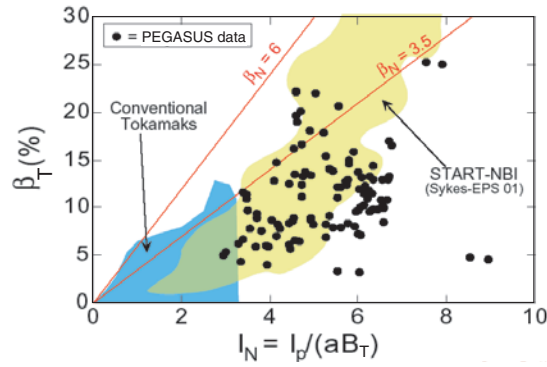 30
25
20
15
10
5
0
β_T(%)
● = PEGASUS data
Conventional
Tokamaks
β_N = 6
β_N = 3.5
START-NBI
(Sykes-EPS 01)
0 2 4 6 8 10
I_N = I_p/(aB_T)